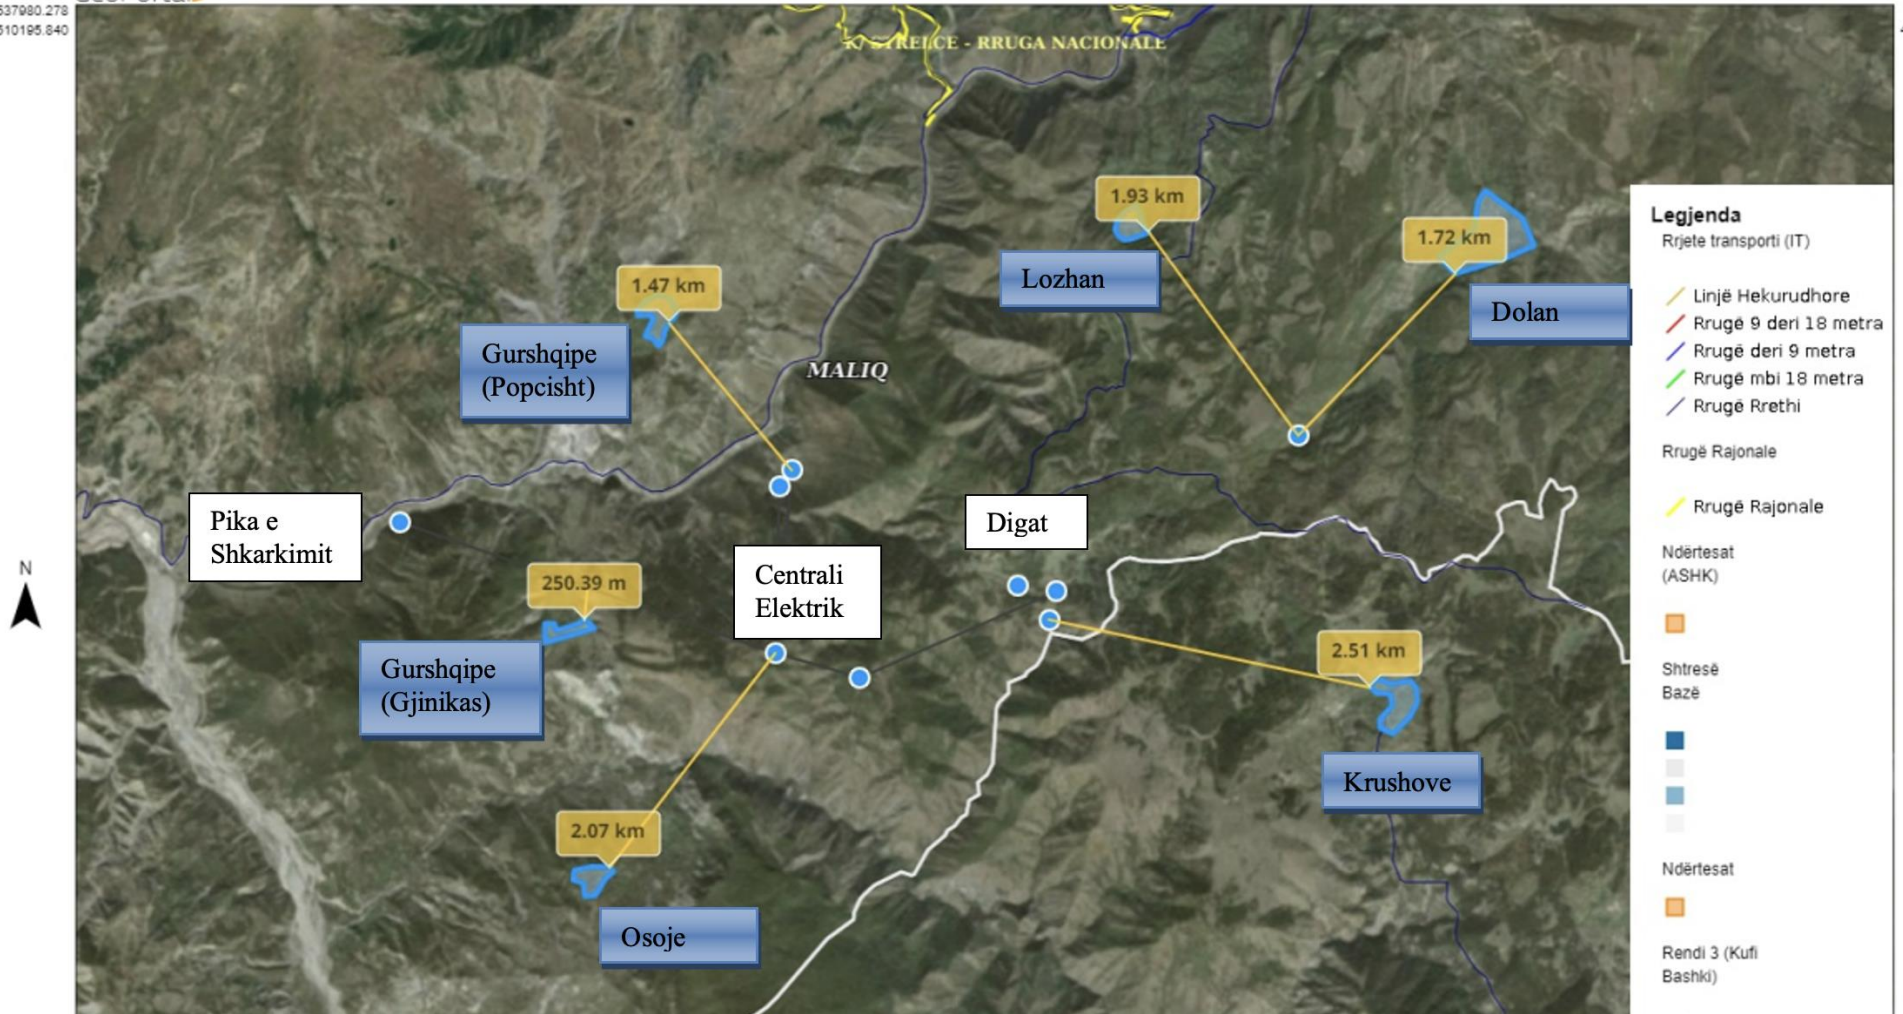 537980.278
510195.840
K/ STRELCE - RRUGA NACIONALE
1.93 km
1.72 km
Lozhan
Dolan
1.47 km
Gurshqipe
(Popcisht)
MALIQ
Pika e
Shkarkimit
Digat
Centrali
Elektrik
250.39 m
Gurshqipe
(Gjinikas)
2.51 km
Krushove
2.07 km
Osoje
N
Legjenda
Rrjete transporti (IT)
Linjë Hekurudhore
Rrugë 9 deri 18 metra
Rrugë deri 9 metra
Rrugë mbi 18 metra
Rrugë Rrethi
Rrugë Rajonale
Rrugë Rajonale
Ndërtesat
(ASHK)
Shtresë
Bazë
Ndërtesat
Rendi 3 (Kufi
Bashki)